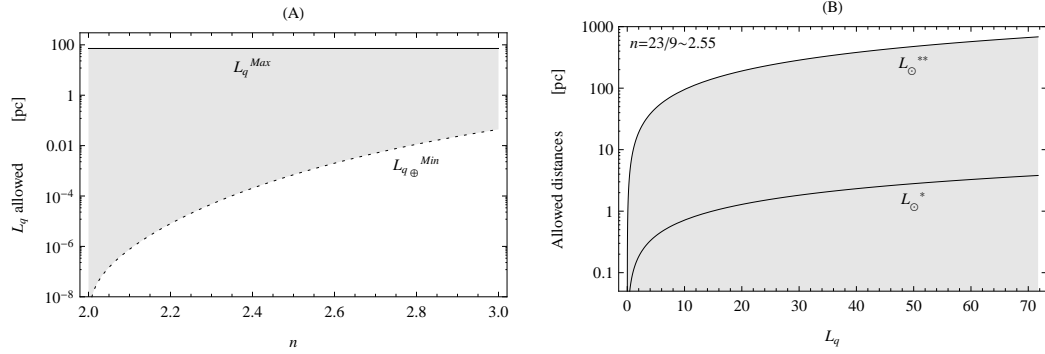 (A)
100
1
0.01
10⁻⁴
10⁻⁶
10⁻⁸
L_q allowed [pc]
L_q^Max
L_q⊕^Min
2.0 2.2 2.4 2.6 2.8 3.0
n
(B)
1000
100
10
1
0.1
Allowed distances [pc]
n=23/9~2.55
L_⊙^**
L_⊙^*
0 10 20 30 40 50 60 70
L_q